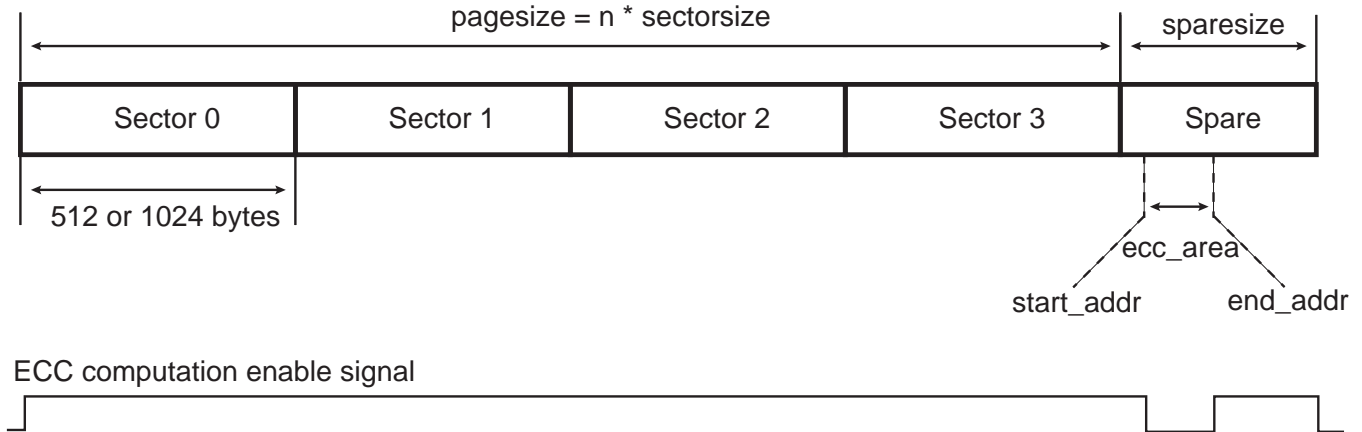 pagesize = n * sectorsize
sparesize
Sector 0
Sector 1
Sector 2
Sector 3
Spare
512 or 1024 bytes
ecc_area
start_addr
end_addr
ECC computation enable signal